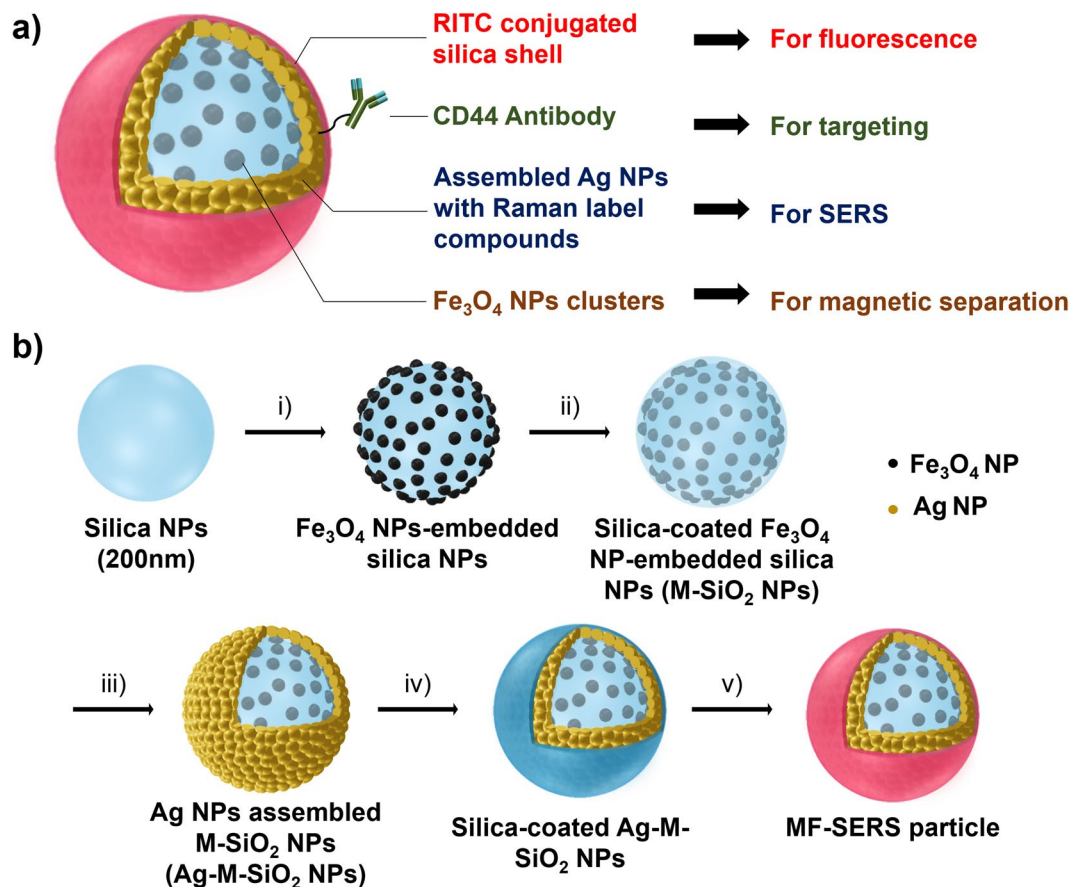 a)
RITC conjugated
silica shell
For fluorescence
CD44 Antibody
For targeting
Assembled Ag NPs
with Raman label
compounds
For SERS
Fe₃O₄ NPs clusters
For magnetic separation
b)
i)
ii)
Silica NPs
(200nm)
Fe₃O₄ NPs-embedded
silica NPs
Silica-coated Fe₃O₄
NP-embedded silica
NPs (M-SiO₂ NPs)
Fe₃O₄ NP
Ag NP
iii)
iv)
v)
Ag NPs assembled
M-SiO₂ NPs
(Ag-M-SiO₂ NPs)
Silica-coated Ag-M-
SiO₂ NPs
MF-SERS particle